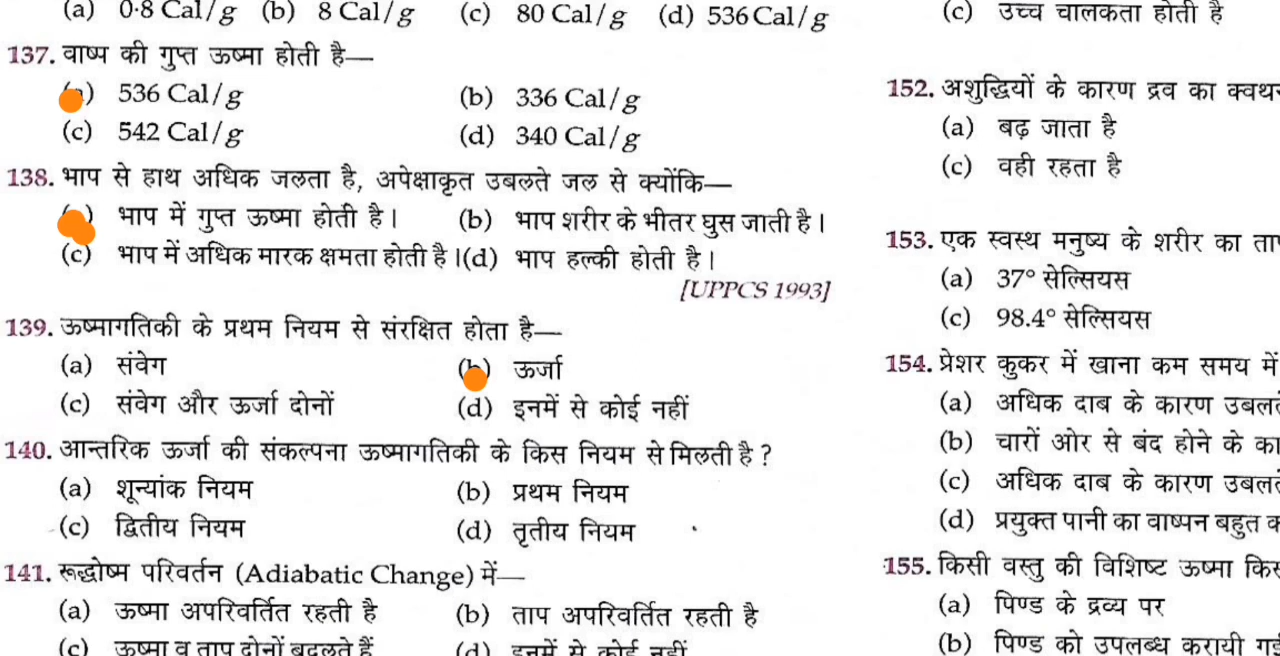 (a) 0·8 Cal/g (b) 8 Cal/g (c) 80 Cal/g (d) 536 Cal/g
137. वाष्प की गुप्त ऊष्मा होती है—
536 Cal/g (b) 336 Cal/g
(c) 542 Cal/g (d) 340 Cal/g
138. भाप से हाथ अधिक जलता है, अपेक्षाकृत उबलते जल से क्योंकि—
भाप में गुप्त ऊष्मा होती है। (b) भाप शरीर के भीतर घुस जाती है।
(c) भाप में अधिक मारक क्षमता होती है। (d) भाप हल्की होती है।
[UPPCS 1993]
139. ऊष्मागतिकी के प्रथम नियम से संरक्षित होता है—
(a) संवेग (b) ऊर्जा
(c) संवेग और ऊर्जा दोनों (d) इनमें से कोई नहीं
140. आन्तरिक ऊर्जा की संकल्पना ऊष्मागतिकी के किस नियम से मिलती है ?
(a) शून्यांक नियम (b) प्रथम नियम
(c) द्वितीय नियम (d) तृतीय नियम
141. रूद्धोष्म परिवर्तन (Adiabatic Change) में—
(a) ऊष्मा अपरिवर्तित रहती है (b) ताप अपरिवर्तित रहती है
(c) ऊष्मा व ताप दोनों बदलते हैं (d) इनमें से कोई नहीं
(c) उच्च चालकता होती है
152. अशुद्धियों के कारण द्रव का
(a) बढ़ जाता है
(c) वही रहता है
153. एक स्वस्थ मनुष्य के शरीर का
(a) 37° सेल्सियस
(c) 98.4° सेल्सियस
154. प्रेशर कुकर में खाना कम समय में
(a) अधिक दाब के कारण
(b) चारों ओर से बंद होने के
(c) अधिक दाब के कारण
(d) प्रयुक्त पानी का वाष्पन बहुत
155. किसी वस्तु की विशिष्ट ऊष्मा
(a) पिण्ड के द्रव्य पर
(b) पिण्ड को उपलब्ध करायी